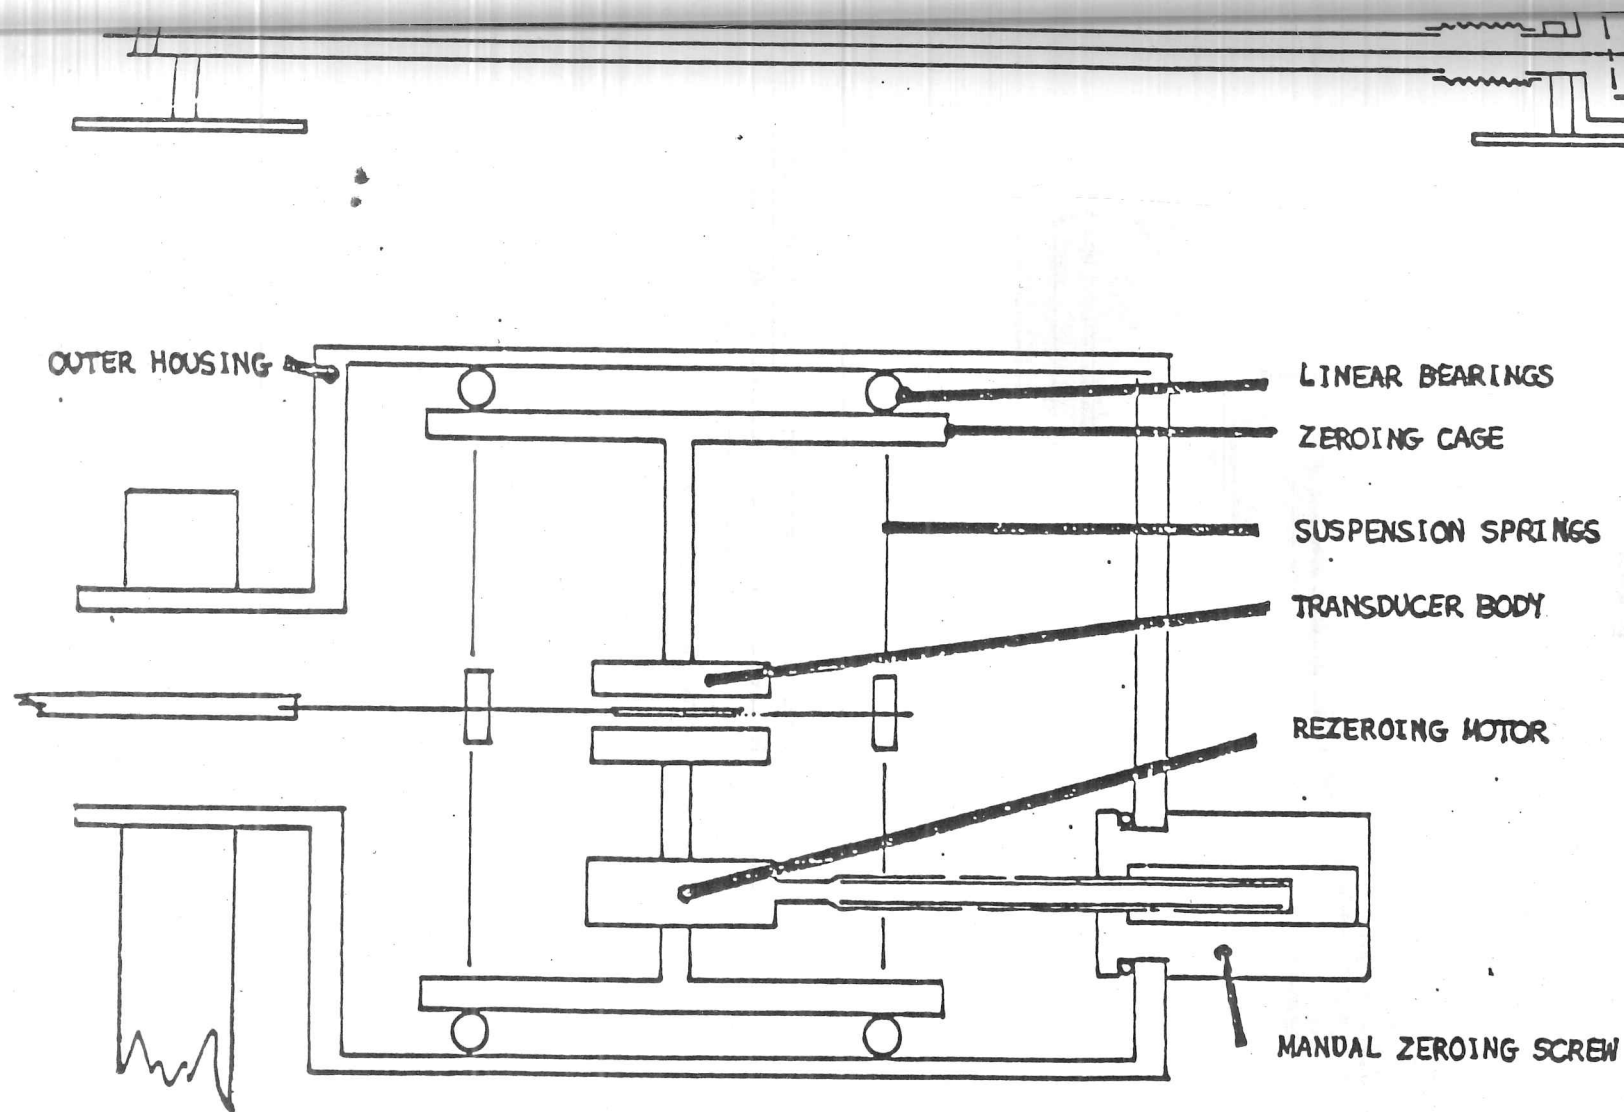 OUTER HOUSING
LINEAR BEARINGS
ZEROING CAGE
SUSPENSION SPRINGS
TRANSDUCER BODY
REZEROING MOTOR
MANUAL ZEROING SCREW